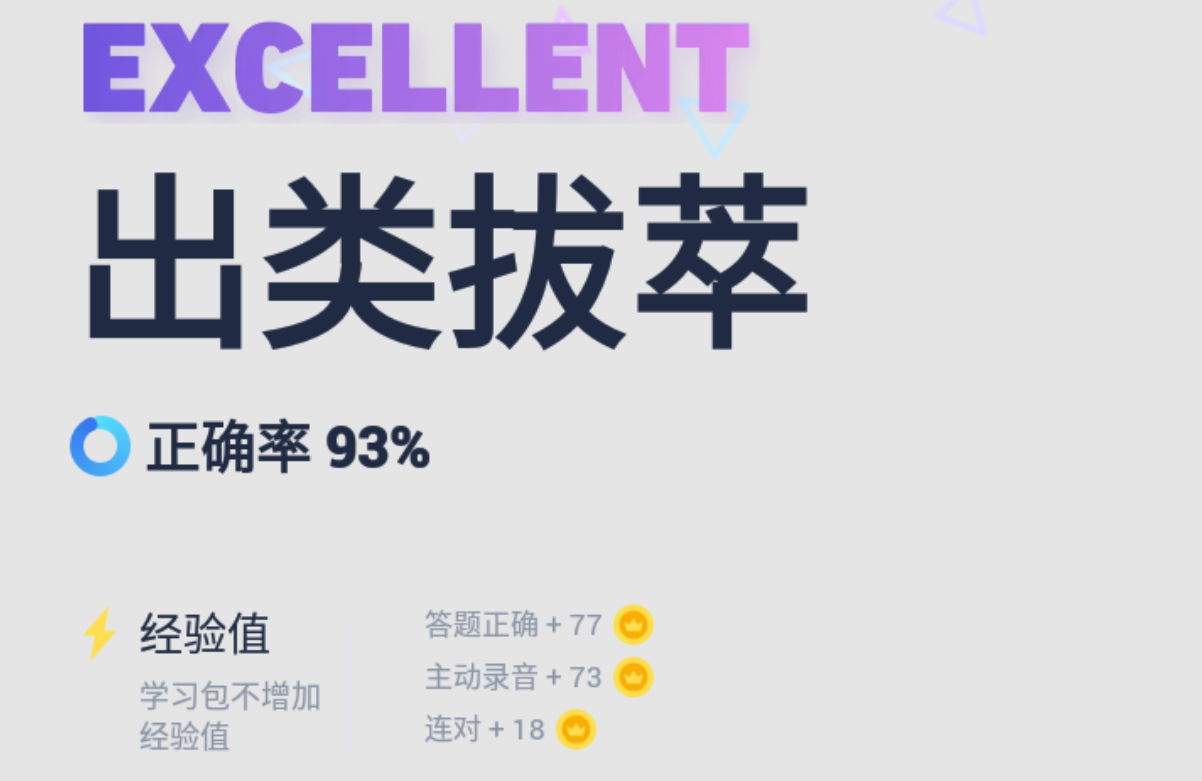 EXCELLENT
出类拔萃
正确率 93%
经验值
学习包不增加
经验值
答题正确 + 77
主动录音 + 73
连对 + 18